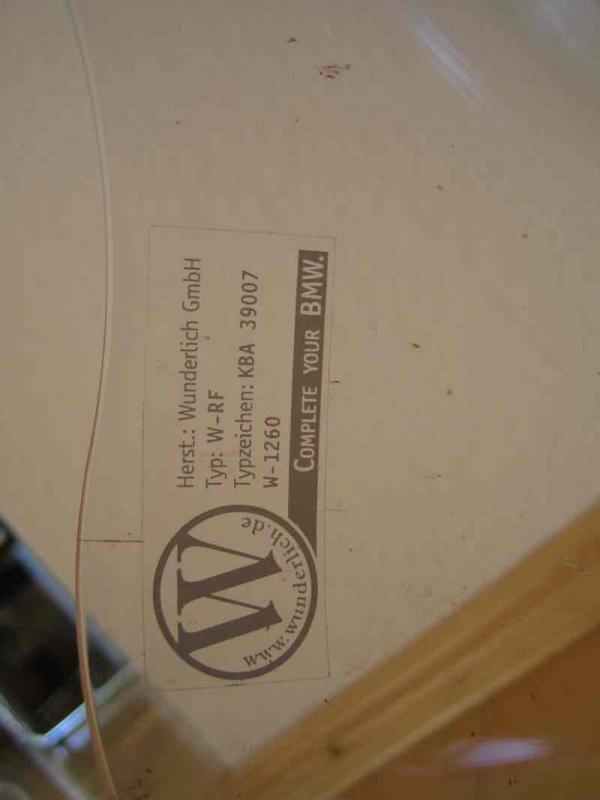 Herst.: Wunderlich GmbH
Typ: W-RF
Typzeichen: KBA 39007
W-1260
COMPLETE YOUR BMW.
W
www.wunderlich.de